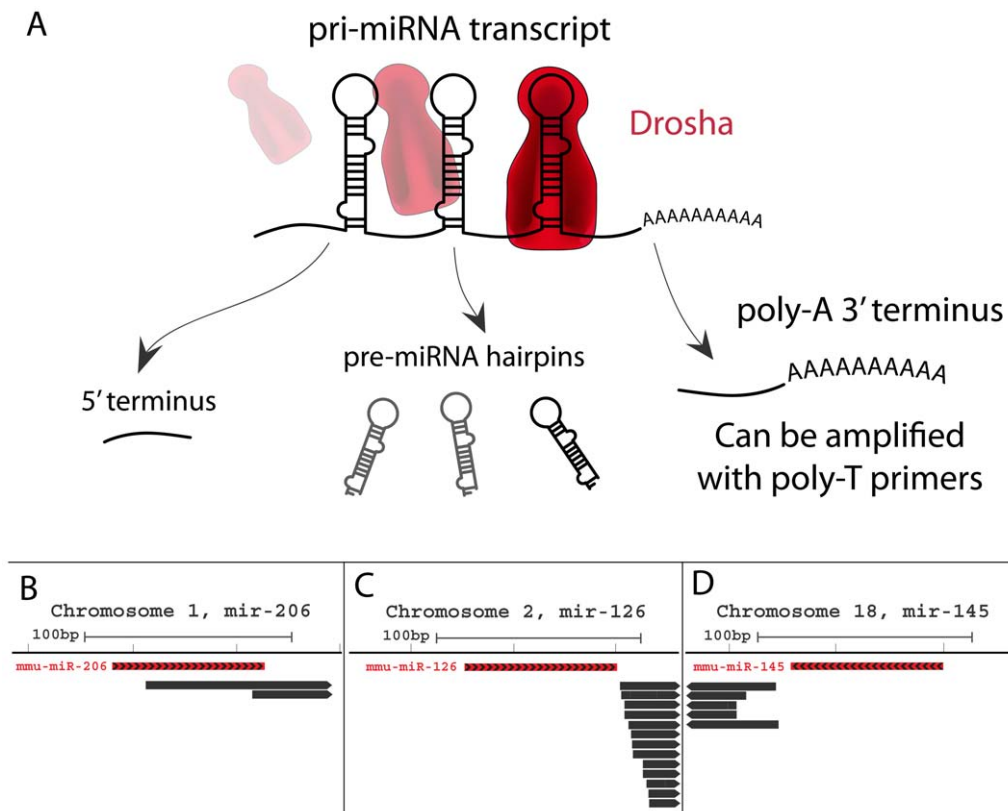 A
pri-miRNA transcript
Drosha
AAAAAAAAAA
poly-A 3' terminus
pre-miRNA hairpins
AAAAAAAAAA
5' terminus
Can be amplified
with poly-T primers
B
Chromosome 1, mir-206
100bp
mmu-miR-206
C
Chromosome 2, mir-126
100bp
mmu-miR-126
D
Chromosome 18, mir-145
100bp
mmu-miR-145